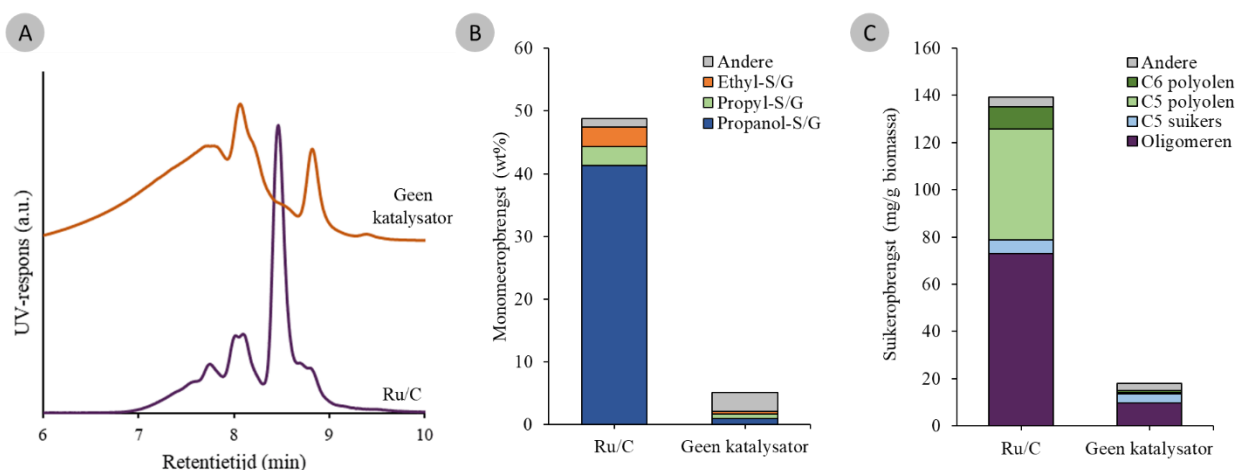 A
UV-respons (a.u.)
Geen
katalysator
Ru/C
6
7
8
9
10
Retentietijd (min)
B
Monomeeropbrengst (wt%)
60
50
40
30
20
10
0
Andere
Ethyl-S/G
Propyl-S/G
Propanol-S/G
Ru/C
Geen katalysator
C
Suikeropbrengst (mg/g biomassa)
160
140
120
100
80
60
40
20
0
Andere
C6 polyolen
C5 polyolen
C5 suikers
Oligomeren
Ru/C
Geen katalysator